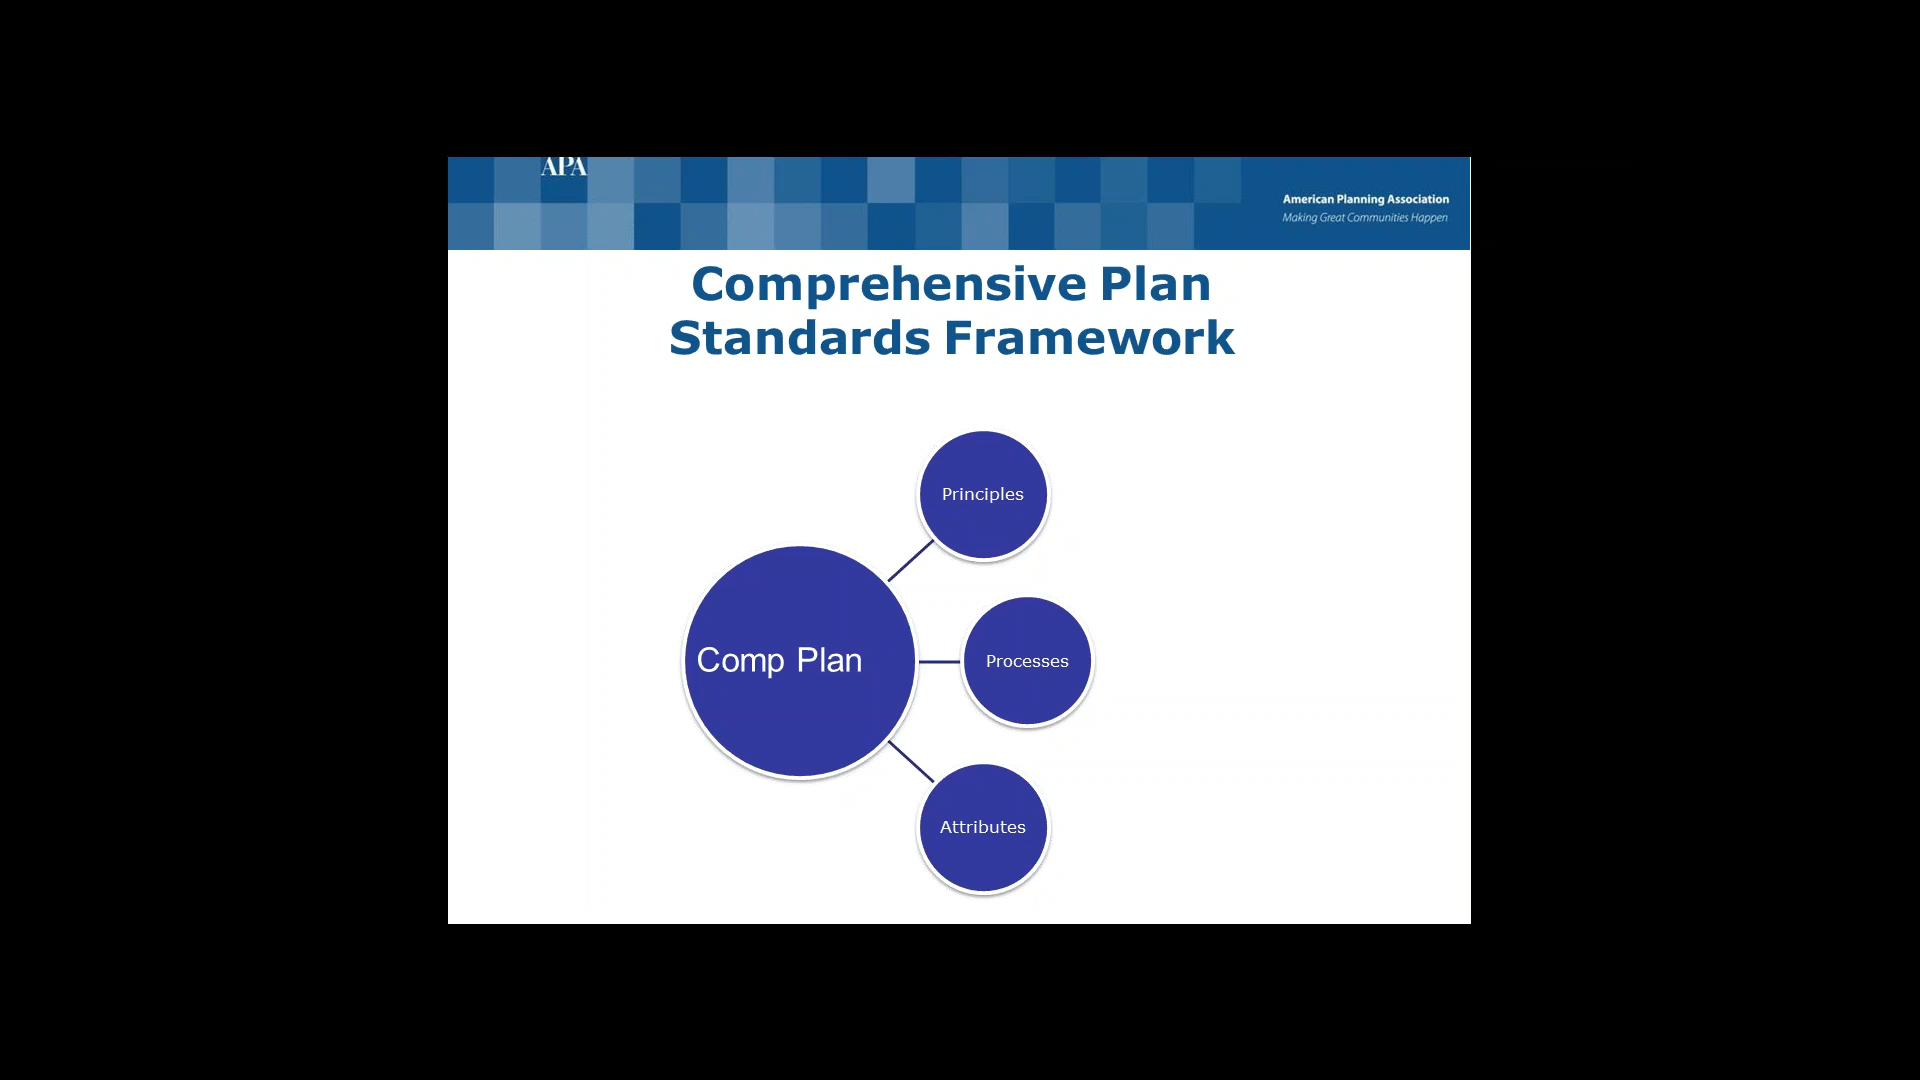 APA
American Planning Association
Making Great Communities Happen
Comprehensive Plan
Standards Framework
Principles
Comp Plan
Processes
Attributes